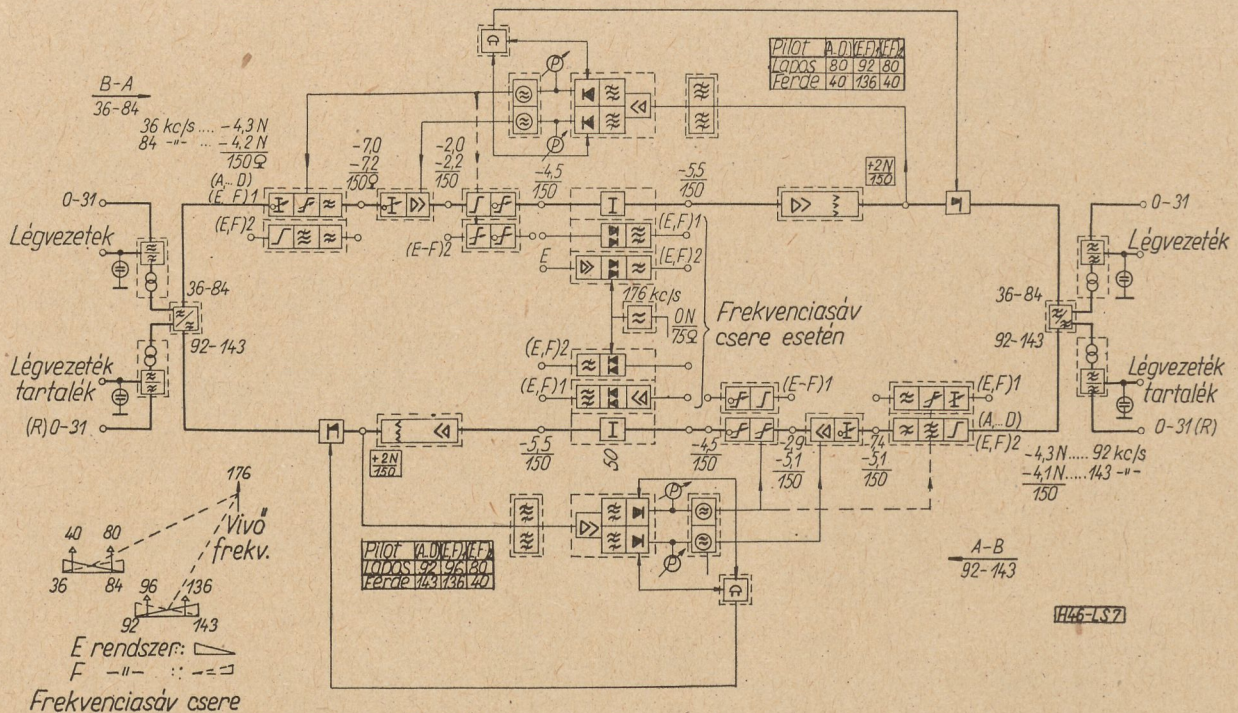 B-A
36-84
36 kc/s .... -4,3 N
84 -"- ... -4,2 N
150Ω
Pilot (A..D) (E,F)1 (E,F)2
Lapos 80 92 80
Ferde 40 136 40
P
P
(A,..D)
(E,F)1
-7,0
-7,2
150Ω
-2,0
-2,2
150
-4,5
150
-5,5
150
+2N
150
I
0-31
Légvezeték
(E,F)2
(E-F)2
(E,F)1
E
(E,F)2
0-31
Légvezeték
36-84
176 kc/s
0N
75Ω
Frekvenciasáv
csere esetén
36-84
92-143
92-143
Légvezeték
tartalék
(R) 0-31
(E,F)2
(E,F)1
(E-F)1
(E,F)1
Légvezeték
tartalék
0-31(R)
+2N
150
-5,5
150
I
50
-4,5
150
-2,9
-5,1
150
-7,4
-5,1
150
(A,..D)
(E,F)2
-4,3N.....92 kc/s
-4,1N.....143 -"-
150
176
Vivő
frekv.
40 80
36 84
96 136
92 143
P
P
Pilot (A..D) (E,F)1 (E,F)2
Lapos 92 96 80
Ferde 143 136 40
A-B
92-143
H46-LS7
E rendszer:
F -"- :
Frekvenciasáv csere